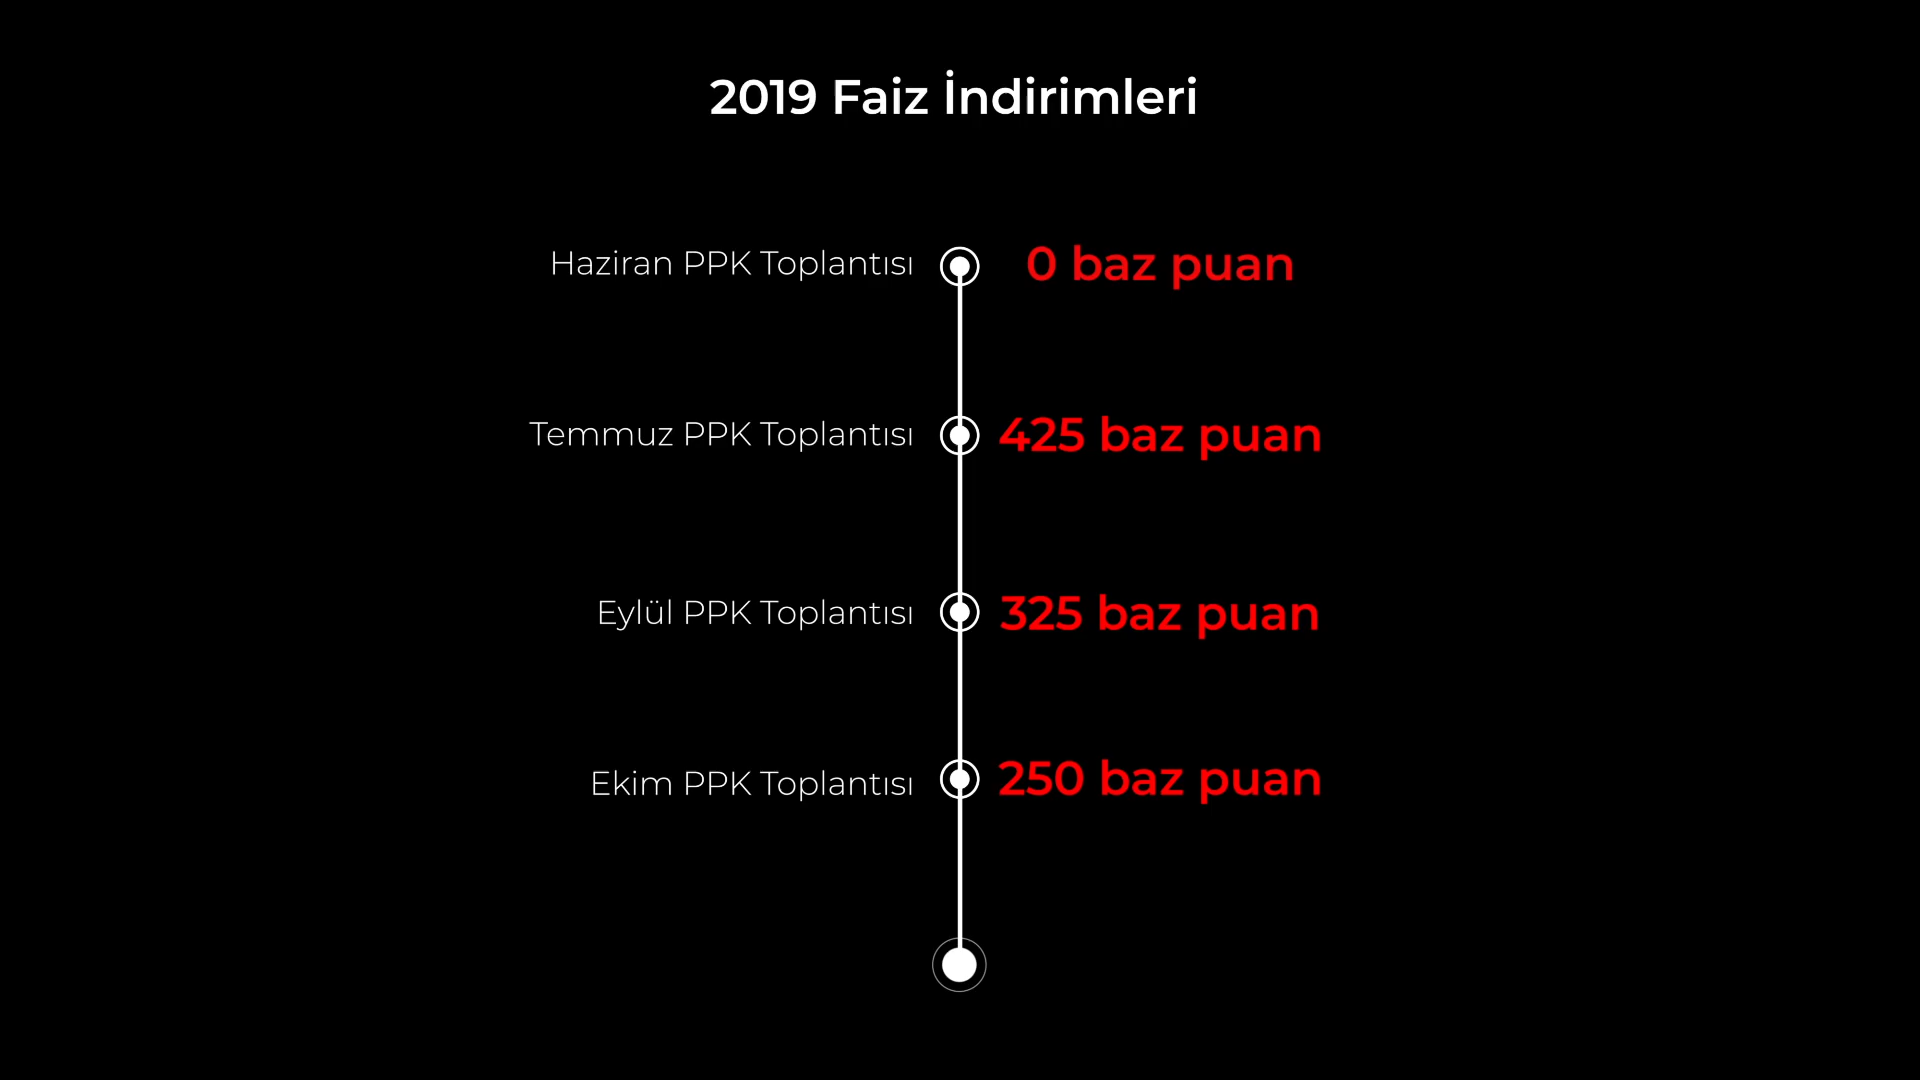 2019 Faiz İndirimleri
Haziran PPK Toplantısı 0 baz puan
Temmuz PPK Toplantısı 425 baz puan
Eylül PPK Toplantısı 325 baz puan
Ekim PPK Toplantısı 250 baz puan